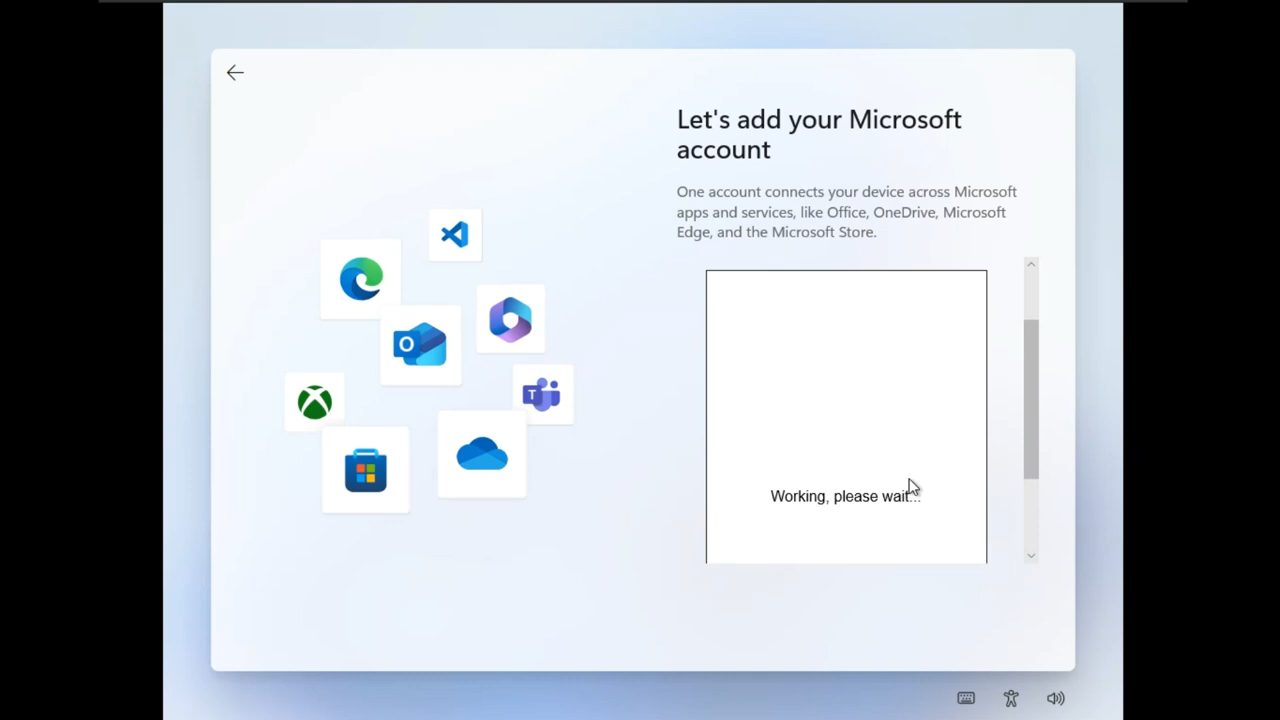 Let's add your Microsoft
account
One account connects your device across Microsoft
apps and services, like Office, OneDrive, Microsoft
Edge, and the Microsoft Store.
O
T
Working, please wait...